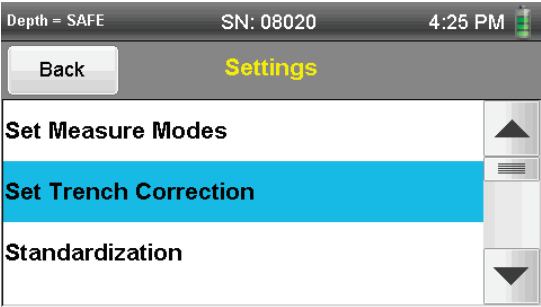 Depth = SAFE SN: 08020 4:25 PM
Back Settings
Set Measure Modes
Set Trench Correction
Standardization